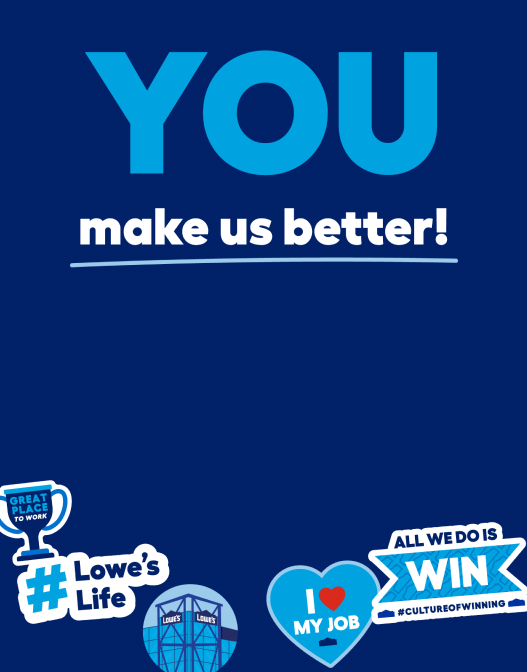 YOU
make us better!
GREAT
PLACE
TO WORK
#Lowe's
Life
LOWE'S LOWE'S
I
MY JOB
ALL WE DO IS
WIN
#CULTUREOFWINNING